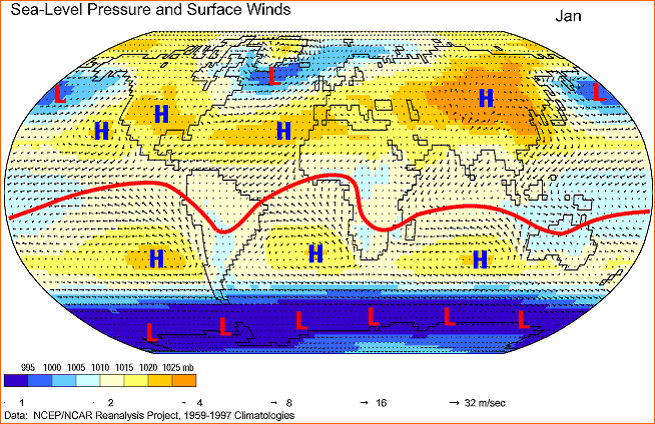 Sea-Level Pressure and Surface Winds
Jan
L
L
L
H
H
H
H
H
H
H
L
L
L
L
L
L
995 1000 1005 1010 1015 1020 1025 mb
1 2 4 8 16 32 m/sec
Data: NCEP/NCAR Reanalysis Project, 1959-1997 Climatologies